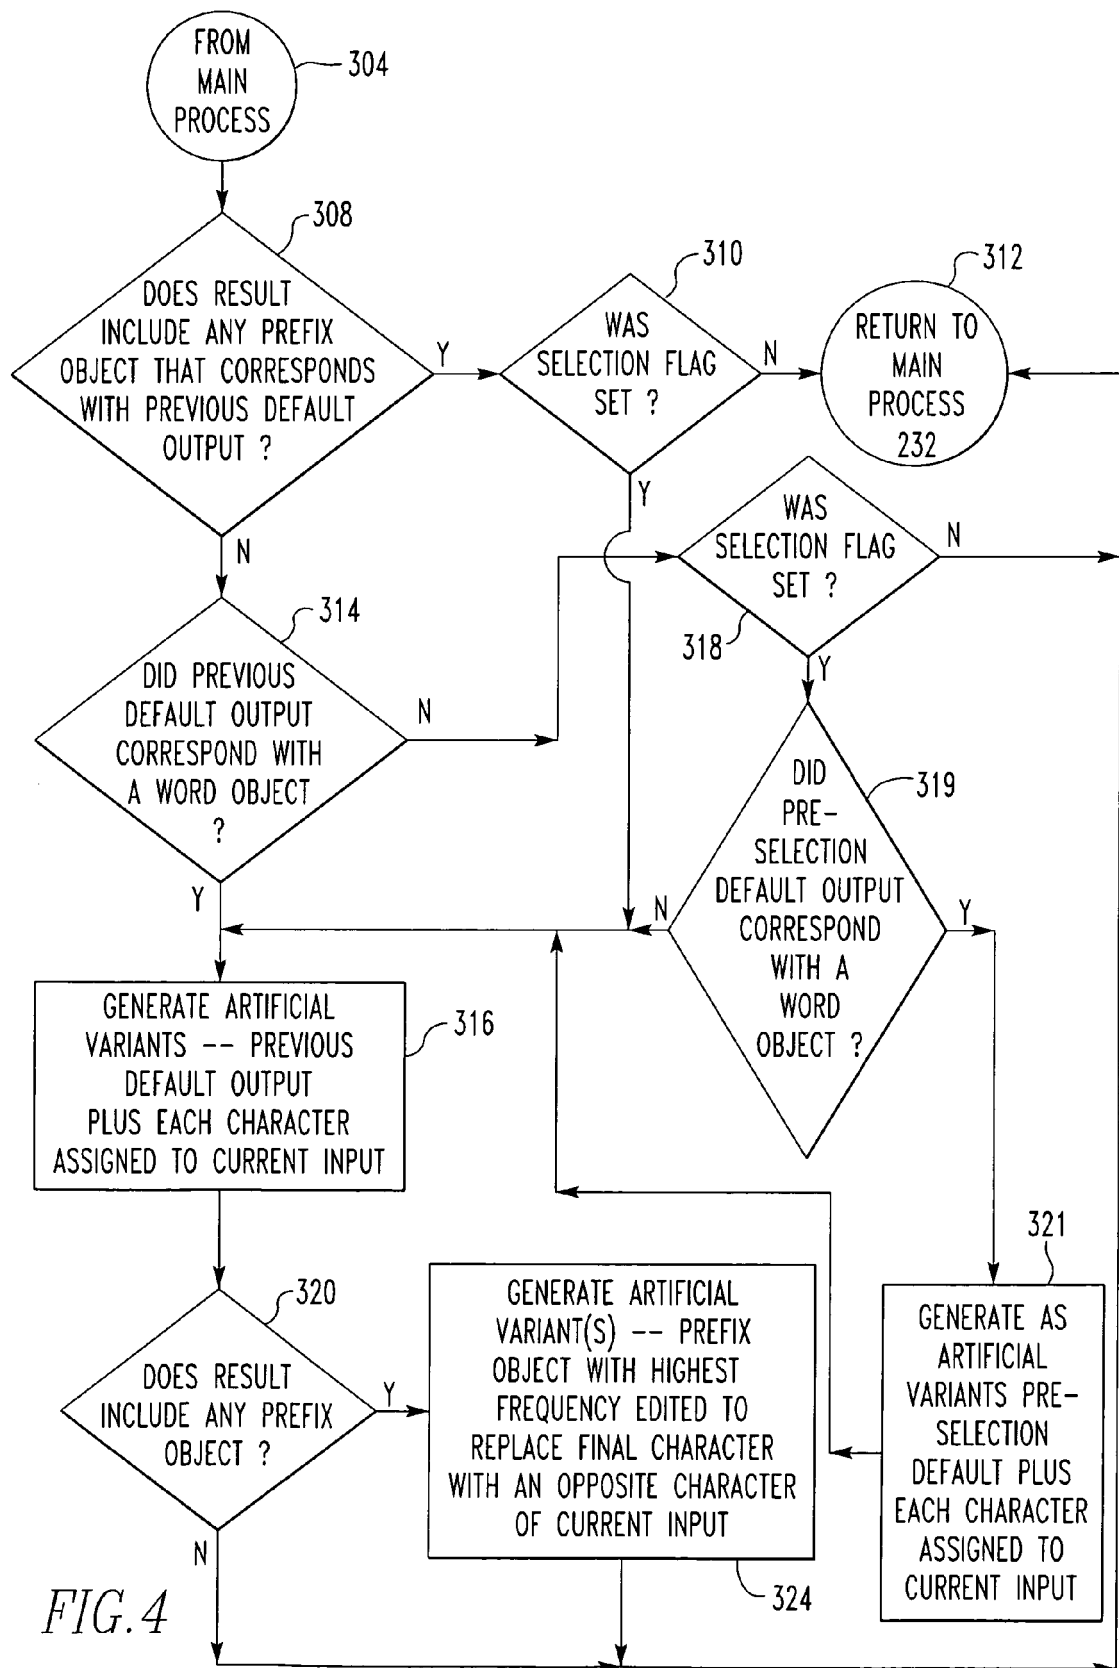 FROM
MAIN
PROCESS
304
308
DOES RESULT
INCLUDE ANY PREFIX
OBJECT THAT CORRESPONDS
WITH PREVIOUS DEFAULT
OUTPUT ?
Y
N
310
WAS
SELECTION FLAG
SET ?
N
Y
312
RETURN TO
MAIN
PROCESS
232
314
DID PREVIOUS
DEFAULT OUTPUT
CORRESPOND WITH
A WORD OBJECT
?
N
Y
WAS
SELECTION FLAG
SET ?
N
318
Y
DID
PRE-
SELECTION
DEFAULT OUTPUT
CORRESPOND
WITH A
WORD
OBJECT ?
319
N
Y
GENERATE ARTIFICIAL
VARIANTS -- PREVIOUS
DEFAULT OUTPUT
PLUS EACH CHARACTER
ASSIGNED TO CURRENT INPUT
316
320
DOES RESULT
INCLUDE ANY PREFIX
OBJECT ?
Y
N
GENERATE ARTIFICIAL
VARIANT(S) -- PREFIX
OBJECT WITH HIGHEST
FREQUENCY EDITED TO
REPLACE FINAL CHARACTER
WITH AN OPPOSITE CHARACTER
OF CURRENT INPUT
324
321
GENERATE AS
ARTIFICIAL
VARIANTS PRE-
SELECTION
DEFAULT PLUS
EACH CHARACTER
ASSIGNED TO
CURRENT INPUT
FIG.4